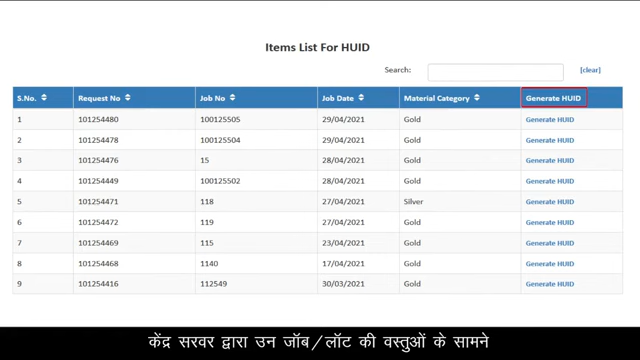 Items List For HUID
Search: [clear]
S.No. Request No Job No Job Date Material Category Generate HUID
1 101254480 100125505 29/04/2021 Gold Generate HUID
2 101254478 100125504 29/04/2021 Gold Generate HUID
3 101254476 15 28/04/2021 Gold Generate HUID
4 101254449 100125502 28/04/2021 Gold Generate HUID
5 101254471 118 27/04/2021 Silver Generate HUID
6 101254472 119 27/04/2021 Gold Generate HUID
7 101254469 115 23/04/2021 Gold Generate HUID
8 101254468 1140 17/04/2021 Gold Generate HUID
9 101254416 112549 30/03/2021 Gold Generate HUID
केंद्र सरवर द्वारा उन जॉब/लॉट की वस्तुओं के सामने